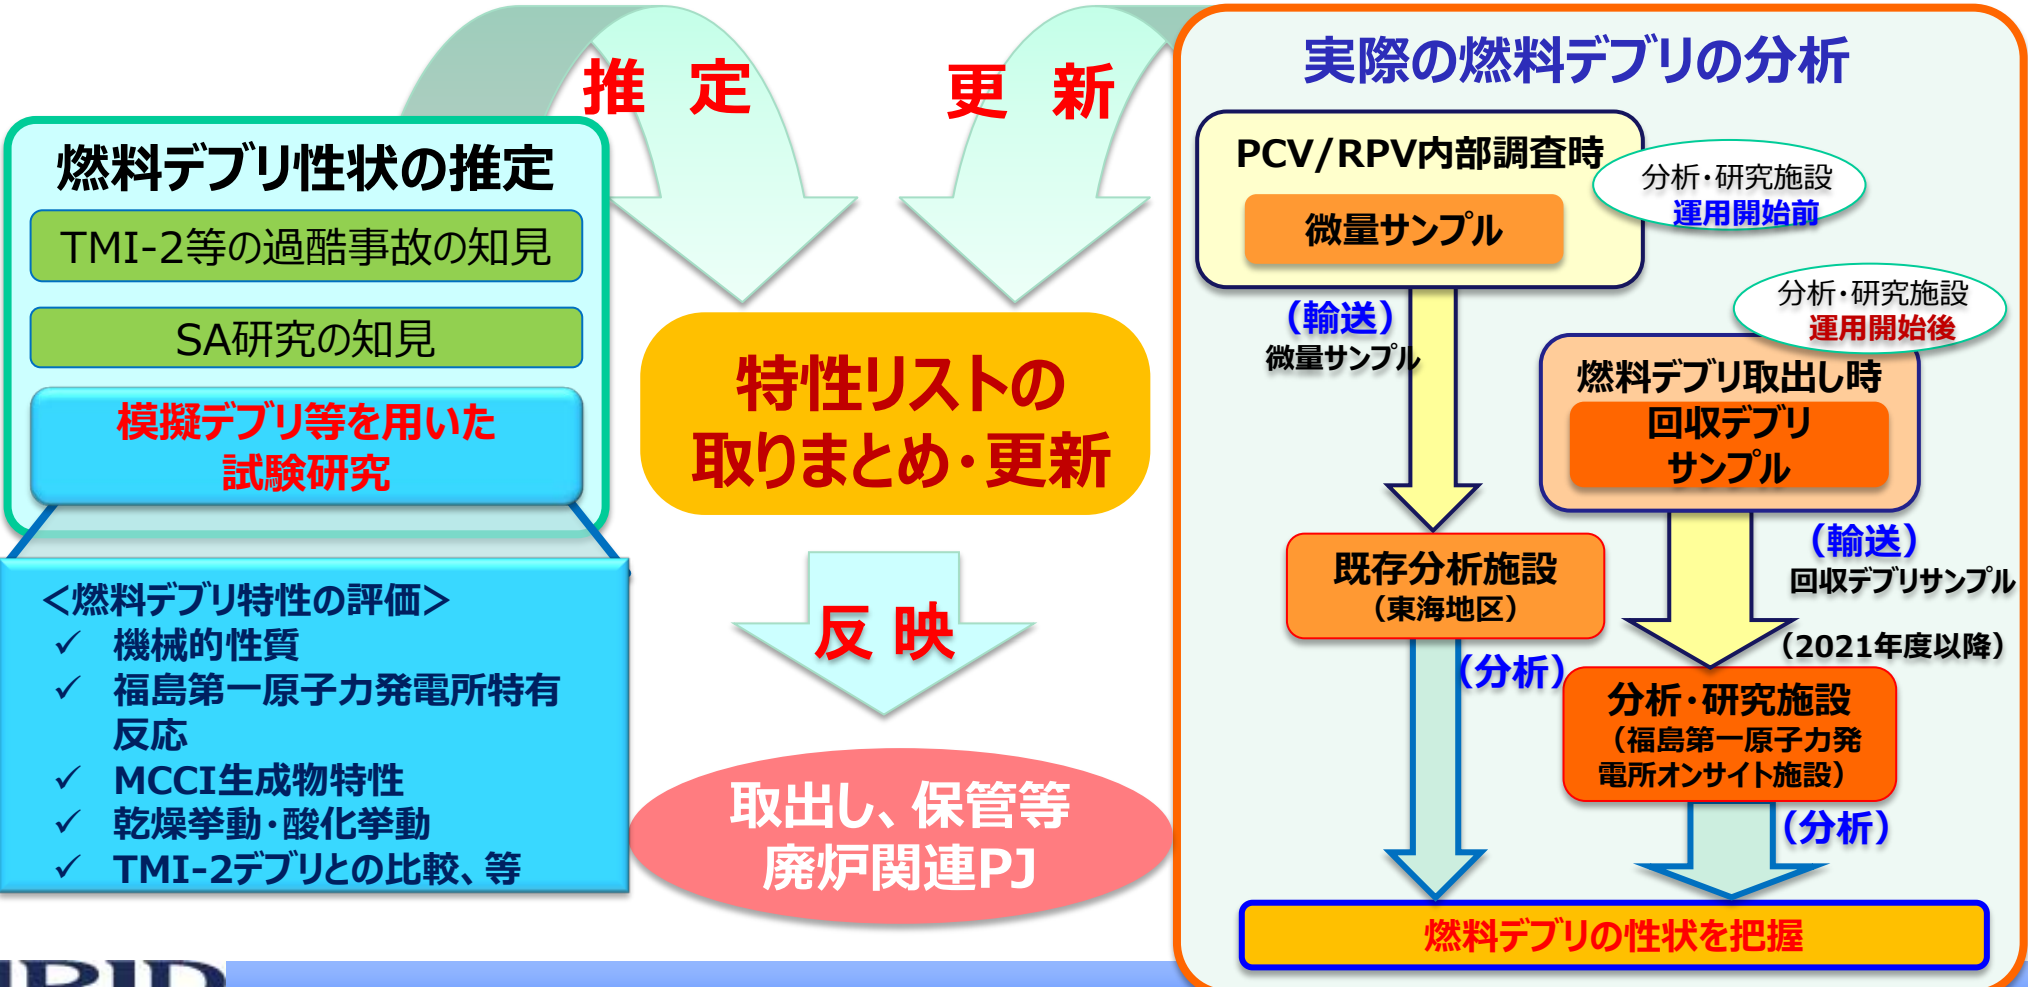 推 定
更 新
燃料デブリ性状の推定
TMI-2等の過酷事故の知見
SA研究の知見
模擬デブリ等を用いた
試験研究
<燃料デブリ特性の評価>
✓ 機械的性質
✓ 福島第一原子力発電所特有
反応
✓ MCCI生成物特性
✓ 乾燥挙動・酸化挙動
✓ TMI-2デブリとの比較、等
特性リストの
取りまとめ・更新
反 映
取出し、保管等
廃炉関連PJ
実際の燃料デブリの分析
PCV/RPV内部調査時
微量サンプル
分析・研究施設
運用開始前
(輸送)
微量サンプル
分析・研究施設
運用開始後
燃料デブリ取出し時
回収デブリ
サンプル
(輸送)
回収デブリサンプル
(2021年度以降)
既存分析施設
(東海地区)
(分析)
分析・研究施設
(福島第一原子力発
電所オンサイト施設)
(分析)
燃料デブリの性状を把握